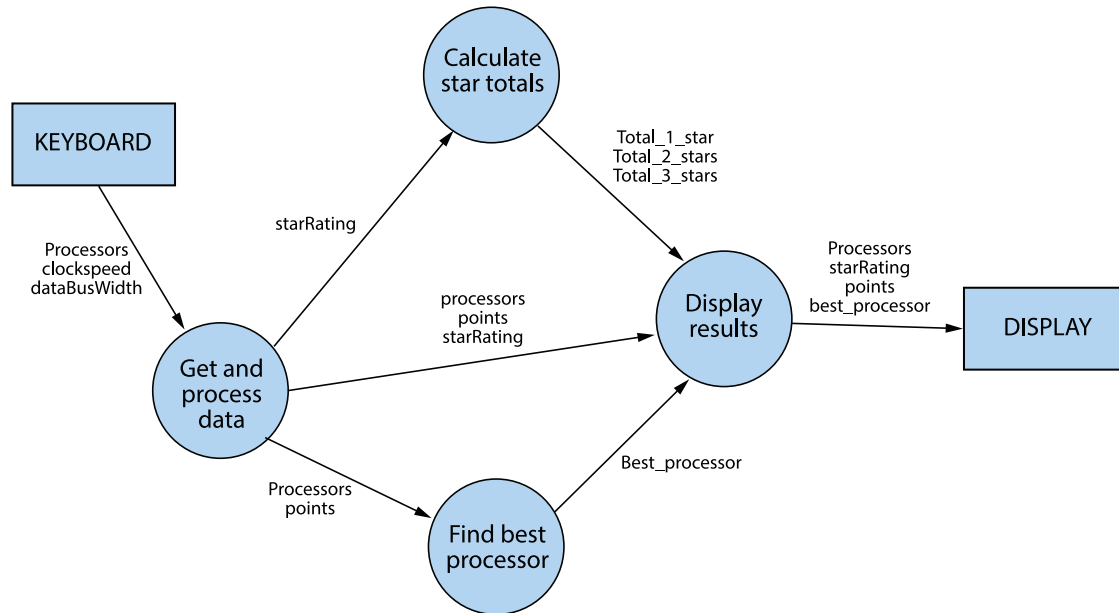 Calculate
star totals
KEYBOARD
Total_1_star
Total_2_stars
Total_3_stars
starRating
Processors
clockspeed
dataBusWidth
Processors
starRating
points
best_processor
processors
points
starRating
Display
results
DISPLAY
Get and
process
data
Best_processor
Processors
points
Find best
processor